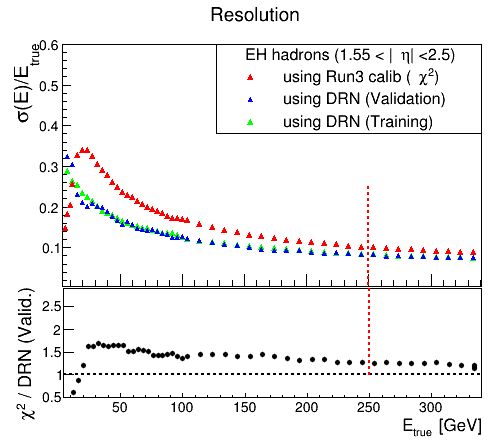 Resolution
EH hadrons (1.55 < | η| <2.5)
using Run3 calib ( χ²)
using DRN (Validation)
using DRN (Training)
σ(E)/E_true
0.6
0.5
0.4
0.3
0.2
0.1
χ² / DRN (Valid.)
2.5
2
1.5
1
0.5
50 100 150 200 250 300
E_true [GeV]